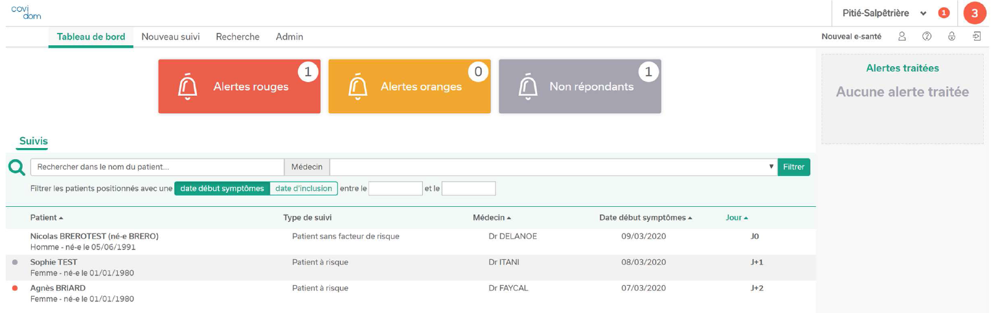 covi
dom
Pitié-Salpêtrière 1 3
Tableau de bord Nouveau suivi Recherche Admin Nouveal e-santé
Alertes rouges 1 Alertes oranges 0 Non répondants 1
Alertes traitées
Aucune alerte traitée
Suivis
Rechercher dans le nom du patient... Médecin Filtrer
Filtrer les patients positionnés avec une date début symptômes date d'inclusion entre le et le
Patient Type de suivi Médecin Date début symptômes Jour
Nicolas BREROTEST (né-e BRERO) Patient sans facteur de risque Dr DELANOE 09/03/2020 J0
Homme - né-e le 05/06/1991
Sophie TEST Patient à risque Dr ITANI 08/03/2020 J+1
Femme - né-e le 01/01/1980
Agnès BRIARD Patient à risque Dr FAYCAL 07/03/2020 J+2
Femme - né-e le 01/01/1980